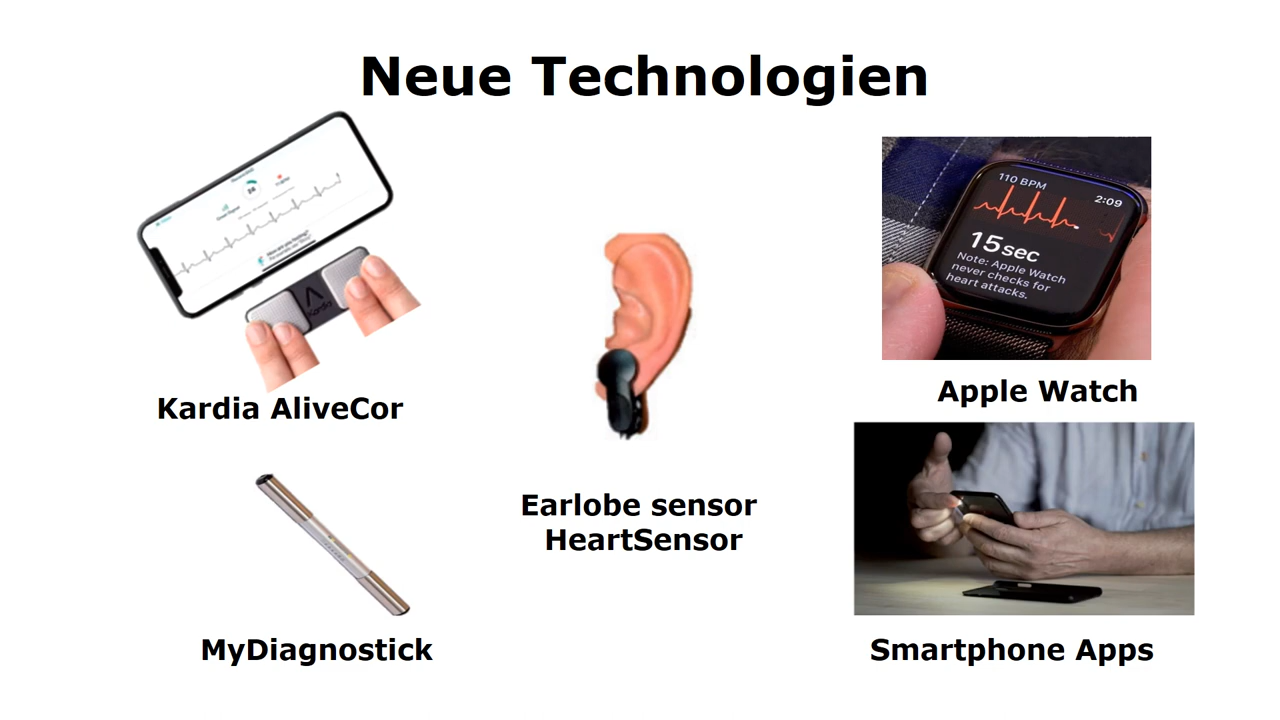 Neue Technologien
Kardia
Kardia AliveCor
Earlobe sensor
HeartSensor
110 BPM
2:09
15sec
Note: Apple Watch
never checks for
heart attacks.
Apple Watch
MyDiagnostick
Smartphone Apps